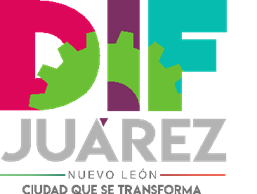 DIF
JUÁREZ
NUEVO LEÓN
CIUDAD QUE SE TRANSFORMA